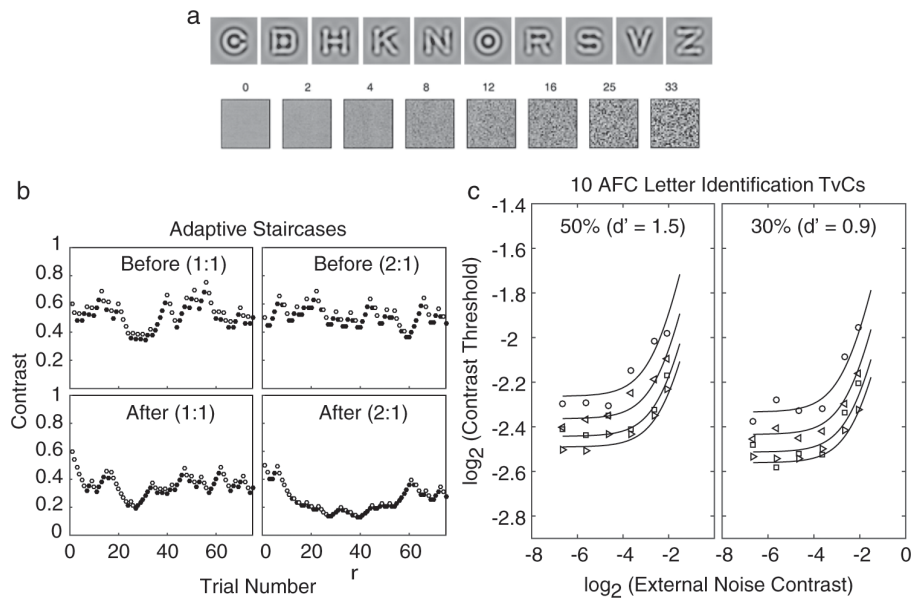 a
C D H K N O R S V Z
0 2 4 8 12 16 25 33
b
Adaptive Staircases
Before (1:1) Before (2:1)
After (1:1) After (2:1)
1
0.8
0.6
0.4
0.2
1
0.8
0.6
0.4
0.2
0
Contrast
0 20 40 60 0 20 40 60
r
Trial Number
c
10 AFC Letter Identification TvCs
50% (d' = 1.5) 30% (d' = 0.9)
-1.4
-1.6
-1.8
-2
-2.2
-2.4
-2.6
-2.8
log2 (Contrast Threshold)
-8 -6 -4 -2 -8 -6 -4 -2 0
log2 (External Noise Contrast)